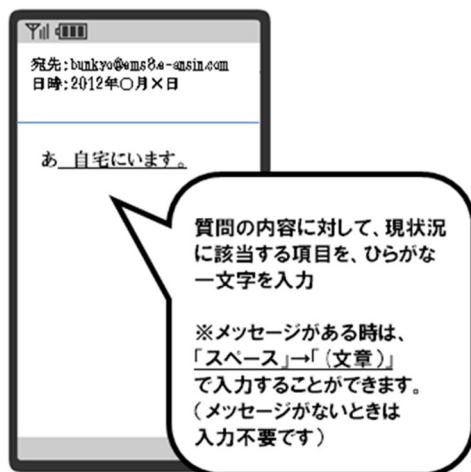 宛先:bunkyo@ems8.e-ansin.com
日時:2012年〇月×日
あ 自宅にいます。
質問の内容に対して、現状況
に該当する項目を、ひらがな
一文字を入力
※メッセージがある時は、
「スペース」→「(文章)」
で入力することができます。
(メッセージがないときは
入力不要です)